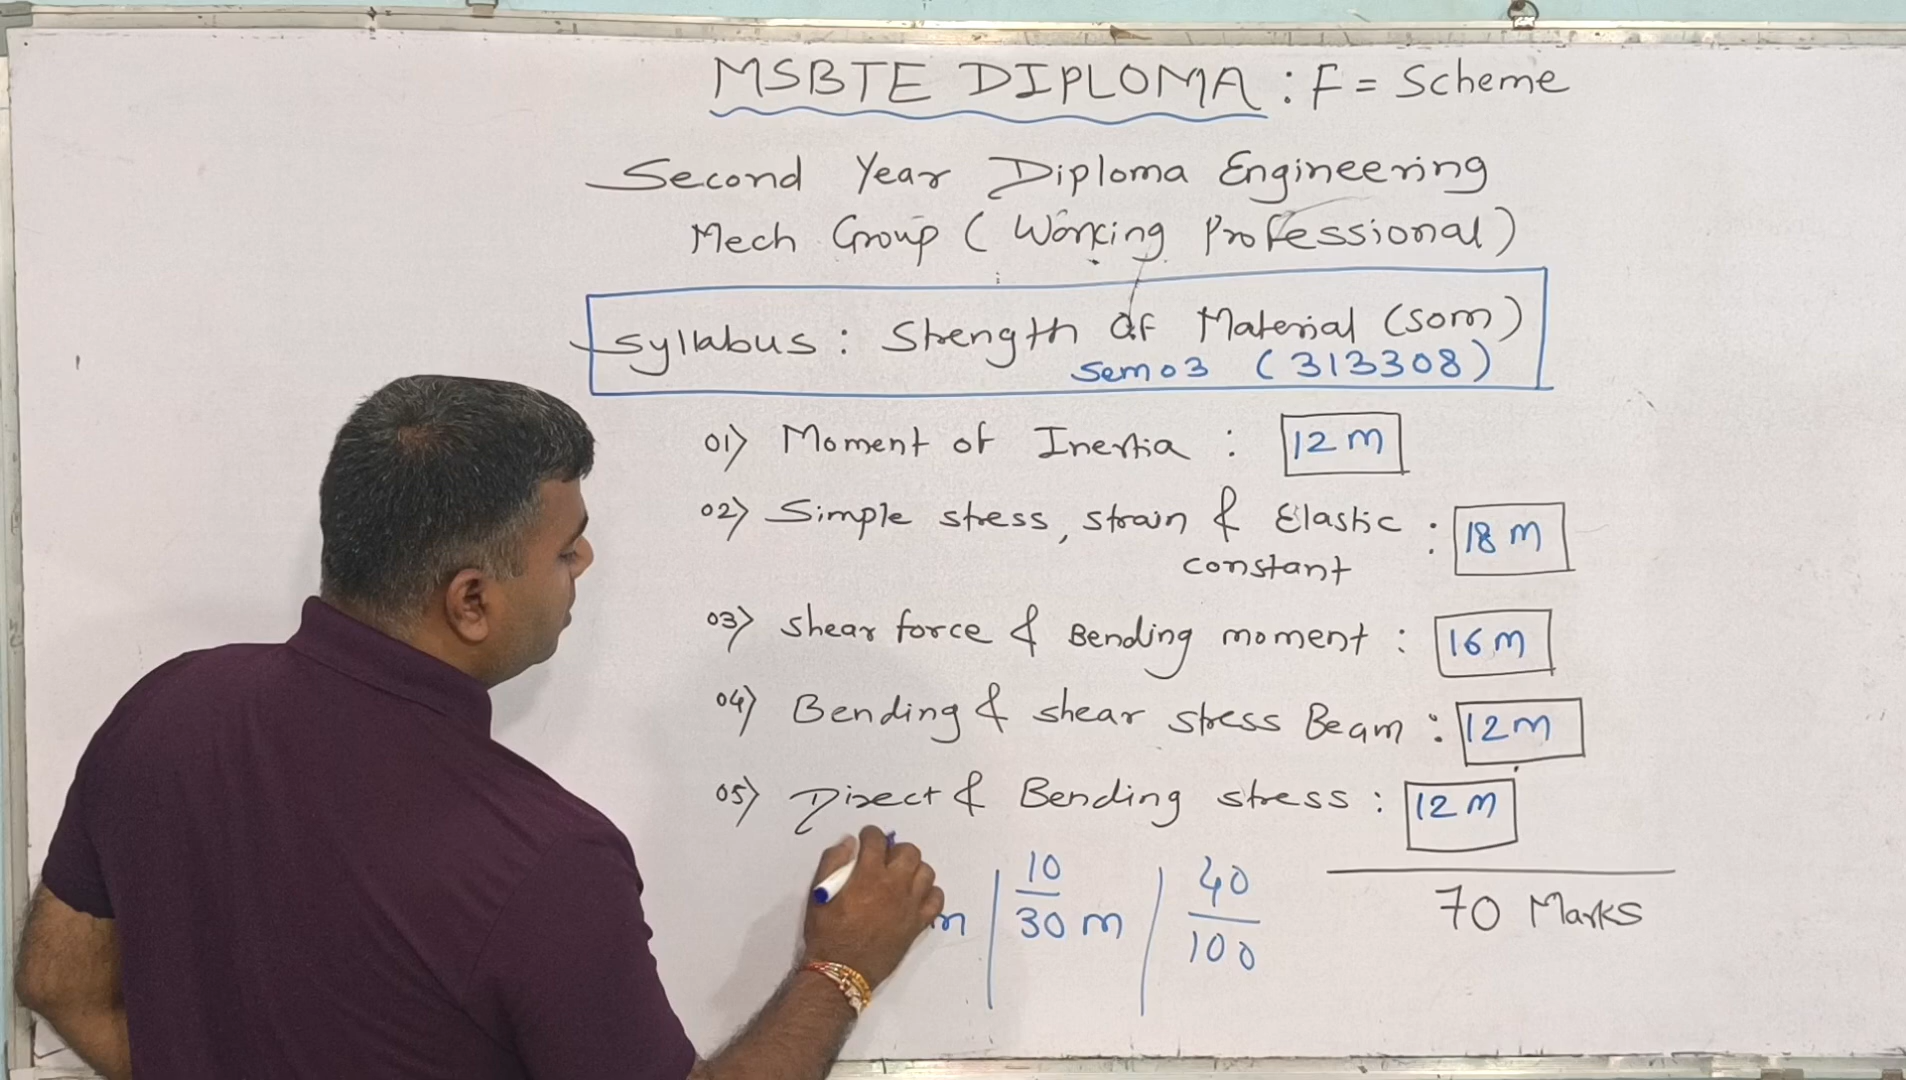 MSBTE DIPLOMA : F = Scheme
Second Year Diploma Engineering
Mech Group ( Working Professional )
Syllabus : Strength of Material (SOM)
Sem 03 ( 313308 )
01) Moment of Inertia : 12 M
02) Simple stress, strain & Elastic : 18 M
constant
03) Shear force & Bending moment : 16 M
04) Bending & shear stress Beam : 12 M
05) Direct & Bending stress : 12 M
10 40
m 30 m 100
70 Marks